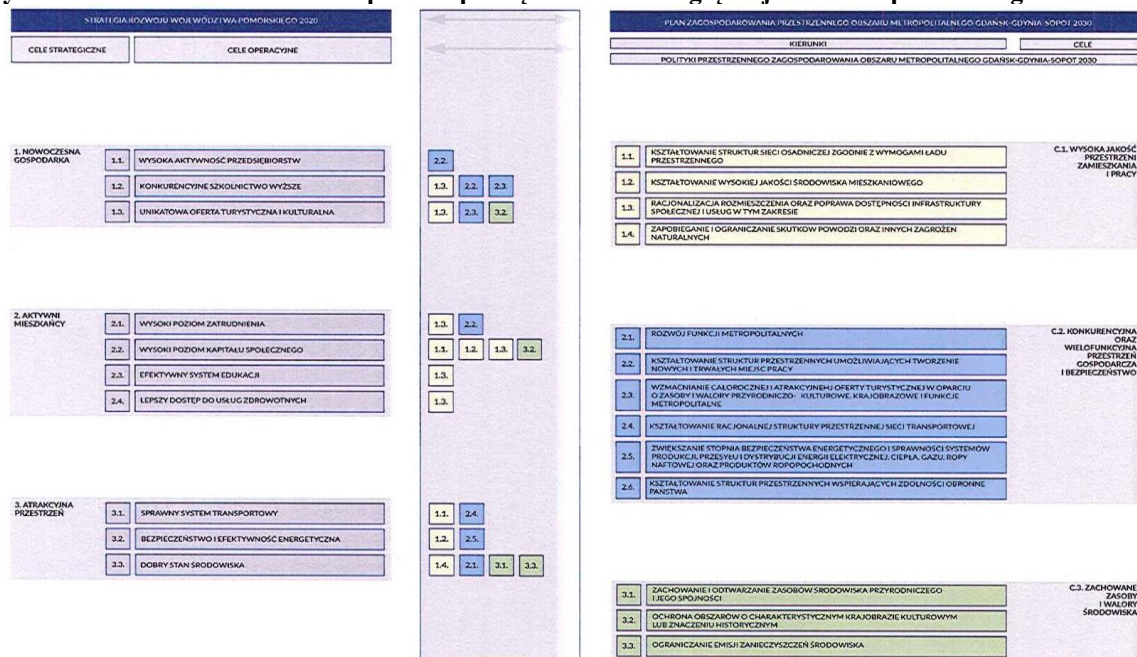 STRATEGIA ROZWOJU WOJEWÓDZTWA POMORSKIEGO 2020
CELE STRATEGICZNE
CELE OPERACYJNE
1. NOWOCZESNA
GOSPODARKA
1.1. WYSOKA AKTYWNOŚĆ PRZEDSIĘBIORSTW
2.2.
1.2. KONKURENCYJNE SZKOLNICTWO WYŻSZE
1.3. 2.2. 2.3.
1.3. UNIKATOWA OFERTA TURYSTYCZNA I KULTURALNA
1.3. 2.3. 3.2.
2. AKTYWNI
MIESZKAŃCY
2.1. WYSOKI POZIOM ZATRUDNIENIA
1.3. 2.2.
2.2. WYSOKI POZIOM KAPITAŁU SPOŁECZNEGO
1.1. 1.2. 1.3. 3.2.
2.3. EFEKTYWNY SYSTEM EDUKACJI
1.3.
2.4. LEPSZY DOSTĘP DO USŁUG ZDROWOTNYCH
1.3.
3. ATRAKCYJNA
PRZESTRZEŃ
3.1. SPRAWNY SYSTEM TRANSPORTOWY
1.1. 2.4.
3.2. BEZPIECZEŃSTWO I EFEKTYWNOŚĆ ENERGETYCZNA
1.2. 2.5.
3.3. DOBRY STAN ŚRODOWISKA
1.4. 2.1. 3.1. 3.3.
PLAN ZAGOSPODAROWANIA PRZESTRZENNEGO OBSZARU METROPOLITALNEGO GDAŃSK-GDYNIA-SOPOT 2030
KIERUNKI
CELE
POLITYKI PRZESTRZENNEGO ZAGOSPODAROWANIA OBSZARU METROPOLITALNEGO GDAŃSK-GDYNIA-SOPOT 2030
1.1. KSZTAŁTOWANIE STRUKTUR SIECI OSADNICZEJ ZGODNIE Z WYMOGAMI ŁADU
PRZESTRZENNEGO
1.2. KSZTAŁTOWANIE WYSOKIEJ JAKOŚCI ŚRODOWISKA MIESZKANIOWEGO
1.3. RACJONALIZACJA ROZMIESZCZENIA ORAZ POPRAWA DOSTĘPNOŚCI INFRASTRUKTURY
SPOŁECZNEJ I USŁUG W TYM ZAKRESIE
1.4. ZAPOBIEGANIE I OGRANICZANIE SKUTKÓW POWODZI ORAZ INNYCH ZAGROŻEŃ
NATURALNYCH
C.1. WYSOKA JAKOŚĆ
PRZESTRZENI
ZAMIESZKANIA
I PRACY
2.1. ROZWÓJ FUNKCJI METROPOLITALNYCH
2.2. KSZTAŁTOWANIE STRUKTUR PRZESTRZENNYCH UMOŻLIWIAJĄCYCH TWORZENIE
NOWYCH I TRWAŁYCH MIEJSC PRACY
2.3. WZMACNIANIE CAŁOROCZNEJ I ATRAKCYJNEHJ OFERTY TURYSTYCZNEJ W OPARCIU
O ZASOBY I WALORY PRZYRODNICZO- KULTUROWE, KRAJOBRAZOWE I FUNKCJE
METROPOLITALNE
2.4. KSZTAŁTOWANIE RACJONALNEJ STRUKTURY PRZESTRZENNEJ SIECI TRANSPORTOWEJ
2.5. ZWIĘKSZANIE STOPNIA BEZPIECZEŃSTWA ENERGETYCZNEGO I SPRAWNOŚCI SYSTEMÓW
PRODUKCJI, PRZESYŁU I DYSTRYBUCJI ENERGII ELEKTRYCZNEJ, CIEPŁA, GAZU, ROPY
NAFTOWEJ ORAZ PRODUKTÓW ROPOPOCHODNYCH
2.6. KSZTAŁTOWANIE STRUKTUR PRZESTRZENNYCH WSPIERAJĄCYCH ZDOLNOŚCI OBRONNE
PAŃSTWA
C.2. KONKURENCYJNA
ORAZ
WIELOFUNKCYJNA
PRZESTRZEŃ
GOSPODARCZA
I BEZPIECZEŃSTWO
3.1. ZACHOWANIE I ODTWARZANIE ZASOBÓW ŚRODOWISKA PRZYRODNICZEGO
I JEGO SPÓJNOŚCI
3.2. OCHRONA OBSZARÓW O CHARAKTERYSTYCZNYM KRAJOBRAZIE KULTUROWYM
LUB ZNACZENIU HISTORYCZNYM
3.3. OGRANICZANIE EMISJI ZANIECZYSZCZEŃ ŚRODOWISKA
C.3. ZACHOWANE
ZASOBY
I WALORY
ŚRODOWISKA